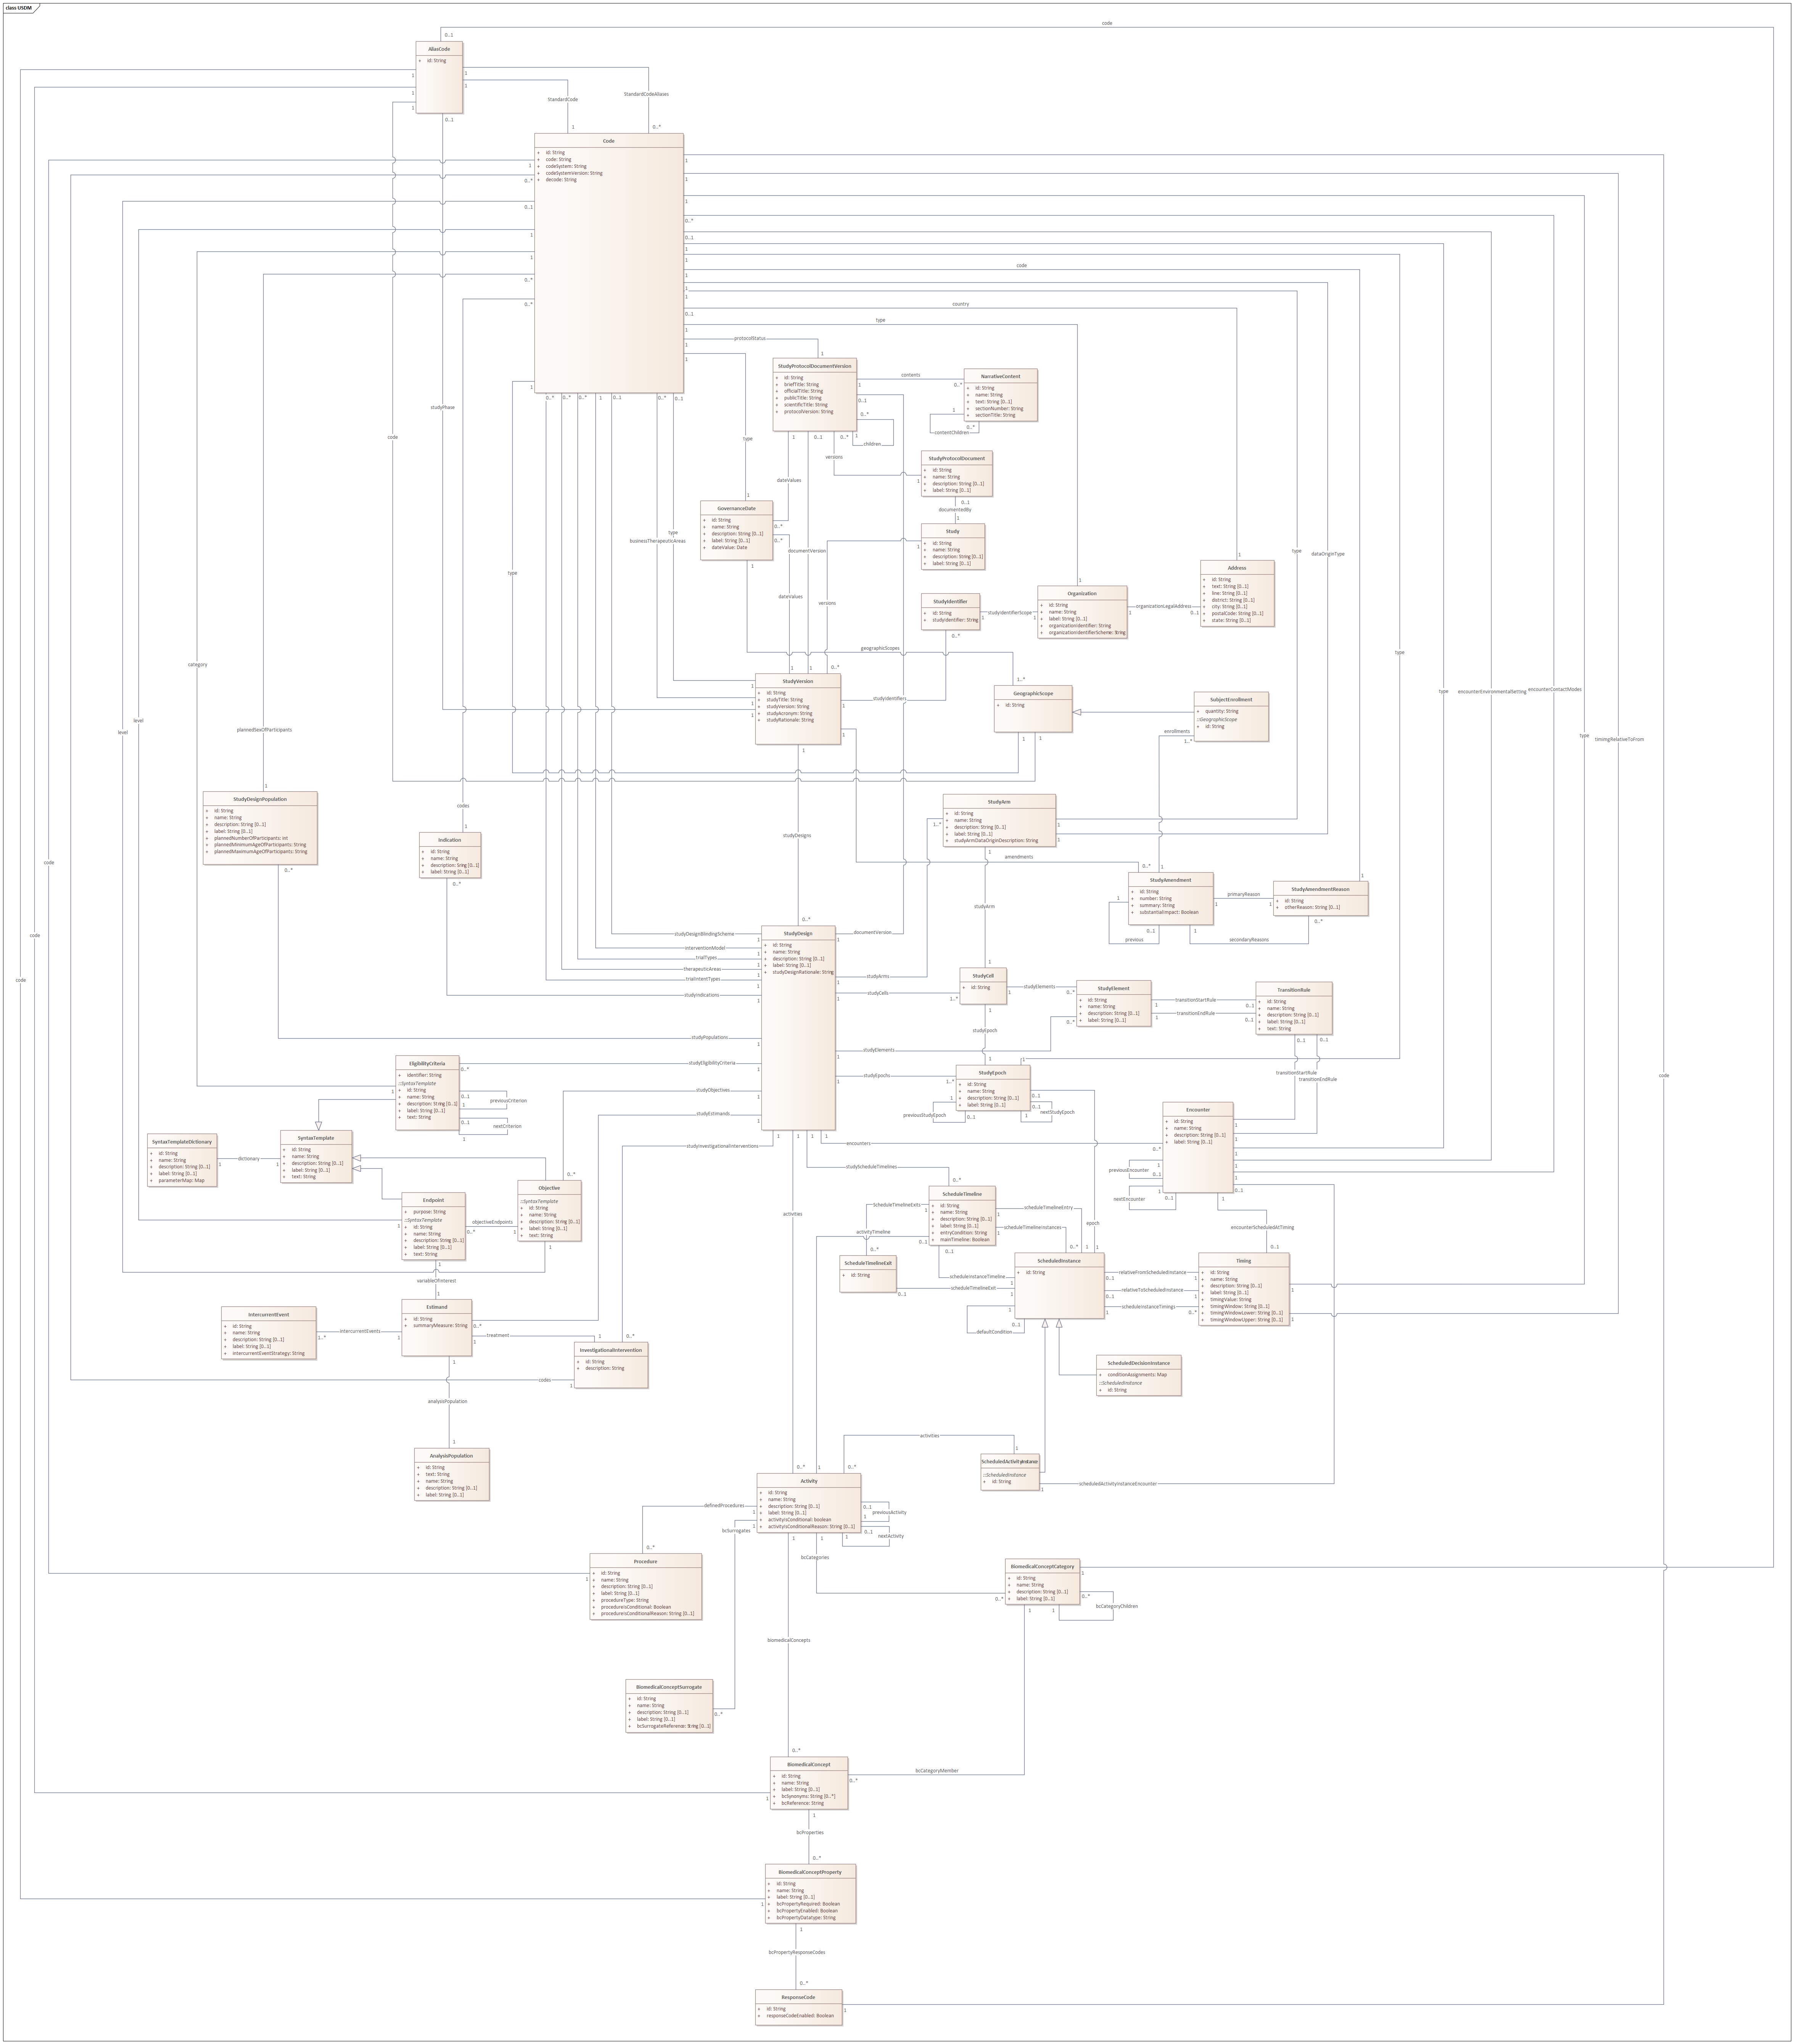 class USDM
code
0..1
AliasCode
+ id: String
StandardCode
StandardCodeAliases
Code
+ id: String
+ code: String
+ codeSystem: String
+ codeSystemVersion: String
+ decode: String
code
country
type
protocolStatus
StudyProtocolDocumentVersion
+ id: String
+ briefTitle: String
+ officialTitle: String
+ publicTitle: String
+ scientificTitle: String
+ protocolVersion: String
contents
NarrativeContent
+ id: String
+ name: String
+ text: String [0..1]
+ sectionNumber: String
+ sectionTitle: String
contentChildren
children
studyPhase
code
type
versions
StudyProtocolDocument
+ id: String
+ name: String
+ description: String [0..1]
+ label: String [0..1]
documentedBy
dateValues
GovernanceDate
+ id: String
+ name: String
+ description: String [0..1]
+ label: String [0..1]
+ dateValue: Date
Study
+ id: String
+ name: String
+ description: String [0..1]
+ label: String [0..1]
type
businessTherapeuticAreas
documentVersion
type
dataOriginType
type
Address
+ id: String
+ text: String [0..1]
+ line: String [0..1]
+ district: String [0..1]
+ city: String [0..1]
+ postalCode: String [0..1]
+ state: String [0..1]
dateValues
versions
StudyIdentifier
+ id: String
+ studyIdentifier: String
studyIdentifierScope
Organization
+ id: String
+ name: String
+ label: String [0..1]
+ organizationIdentifier: String
+ organizationIdentifierScheme: String
organizationLegalAddress
category
geographicScopes
type
StudyVersion
+ id: String
+ studyTitle: String
+ studyVersion: String
+ studyAcronym: String
+ studyRationale: String
studyIdentifiers
GeographicScope
+ id: String
SubjectEnrollment
+ quantity: String
::GeographicScope
+ id: String
enrollments
type
encounterEnvironmentalSetting
encounterContactModes
type
timingRelativeToFrom
level
level
plannedSexOfParticipants
StudyDesignPopulation
+ id: String
+ name: String
+ description: String [0..1]
+ label: String [0..1]
+ plannedNumberOfParticipants: int
+ plannedMinimumAgeOfParticipants: String
+ plannedMaximumAgeOfParticipants: String
codes
Indication
+ id: String
+ name: String
+ description: Sring [0..1]
+ label: String [0..1]
studyDesigns
StudyArm
+ id: String
+ name: String
+ description: String [0..1]
+ label: String [0..1]
+ studyArmDataOriginDescription: String
amendments
code
StudyAmendment
+ id: String
+ number: String
+ summary: String
+ substantialImpact: Boolean
primaryReason
StudyAmendmentReason
+ id: String
+ otherReason: String [0..1]
previous
secondaryReasons
studyArm
code
code
studyDesignBlindingScheme
interventionModel
trialTypes
therapeuticAreas
trialIntentTypes
studyIndications
StudyDesign
+ id: String
+ name: String
+ description: String [0..1]
+ label: String [0..1]
+ studyDesignRationale: String
documentVersion
studyArms
studyCells
StudyCell
+ id: String
studyElements
StudyElement
+ id: String
+ name: String
+ description: String [0..1]
+ label: String [0..1]
transitionStartRule
transtionEndRule
TransitionRule
+ id: String
+ name: String
+ description: String [0..1]
+ label: String [0..1]
+ text: String
studyEpoch
studyPopulations
studyElements
EligibilityCriteria
+ identifier: String
::SyntaxTemplate
+ id: String
+ name: String
+ description: String [0..1]
+ label: String [0..1]
+ text: String
studyEligibilityCriteria
previousCriterion
nextCriterion
studyObjectives
studyEstimands
studyInvestigationalInterventions
studyEpochs
StudyEpoch
+ id: String
+ name: String
+ description: String [0..1]
+ label: String [0..1]
previousStudyEpoch
nextStudyEpoch
transitionStartRule
transitionEndRule
code
Encounter
+ id: String
+ name: String
+ description: String [0..1]
+ label: String [0..1]
encounters
previousEncounter
nextEncounter
encounterScheduledAtTiming
SyntaxTemplateDictionary
+ id: String
+ name: String
+ description: String [0..1]
+ label: String [0..1]
+ parameterMap: Map
dictionary
SyntaxTemplate
+ id: String
+ name: String
+ description: String [0..1]
+ label: String [0..1]
+ text: String
Endpoint
+ purpose: String
::SyntaxTemplate
+ id: String
+ name: String
+ description: String [0..1]
+ label: String [0..1]
+ text: String
objectiveEndpoints
Objective
::SyntaxTemplate
+ id: String
+ name: String
+ description: String [0..1]
+ label: String [0..1]
+ text: String
activities
studyScheduleTimelines
ScheduleTimelineExits
ScheduleTimeline
+ id: String
+ name: String
+ description: String [0..1]
+ label: String [0..1]
+ entryCondition: String
+ mainTimeline: Boolean
scheduleTimelineEntry
scheduleTimelineInstances
epoch
activityTimeline
ScheduleTimelineExit
+ id: String
scheduleInstanceTimeline
scheduleTimelineExit
ScheduledInstance
+ id: String
defaultCondition
relativeFromScheduledInstance
relativeToScheduledInstance
scheduleInstanceTimings
Timing
+ id: String
+ name: String
+ description: String [0..1]
+ label: String [0..1]
+ timingValue: String
+ timingWindow: String [0..1]
+ timingWindowLower: String [0..1]
+ timingWindowUpper: String [0..1]
variableOfInterest
IntercurrentEvent
+ id: String
+ name: String
+ description: String [0..1]
+ label: String [0..1]
+ intercurrentEventStrategy: String
intercurrentEvents
Estimand
+ id: String
+ summaryMeasure: String
treatment
InvestigationalIntervention
+ id: String
+ description: String
codes
analysisPopulation
AnalysisPopulation
+ id: String
+ text: String
+ name: String
+ description: String [0..1]
+ label: String [0..1]
ScheduledDecisionInstance
+ conditionAssignments: Map
::ScheduledInstance
+ id: String
activities
ScheduledActivityInstance
::ScheduledInstance
+ id: String
scheduledActivityInstanceEncounter
Activity
+ id: String
+ name: String
+ description: String [0..1]
+ label: String [0..1]
+ activityIsConditional: boolean
+ activityIsConditionalReason: String [0..1]
previousActivity
nextActivity
definedProcedures
bcSurrogates
bcCategories
Procedure
+ id: String
+ name: String
+ description: String [0..1]
+ label: String [0..1]
+ procedureType: String
+ procedureIsConditional: Boolean
+ procedureIsConditionalReason: String [0..1]
BiomedicalConceptCategory
+ id: String
+ name: String
+ description: String [0..1]
+ label: String [0..1]
bcCategoryChildren
biomedicalConcepts
BiomedicalConceptSurrogate
+ id: String
+ name: String
+ description: String [0..1]
+ label: String [0..1]
+ bcSurrogateReference: String [0..1]
BiomedicalConcept
+ id: String
+ name: String
+ label: String [0..1]
+ bcSynonyms: String [0..*]
+ bcReference: String
bcCategoryMember
bcProperties
BiomedicalConceptProperty
+ id: String
+ name: String
+ label: String [0..1]
+ bcPropertyRequired: Boolean
+ bcPropertyEnabled: Boolean
+ bcPropertyDatatype: String
bcPropertyResponseCodes
ResponseCode
+ id: String
+ responseCodeEnabled: Boolean